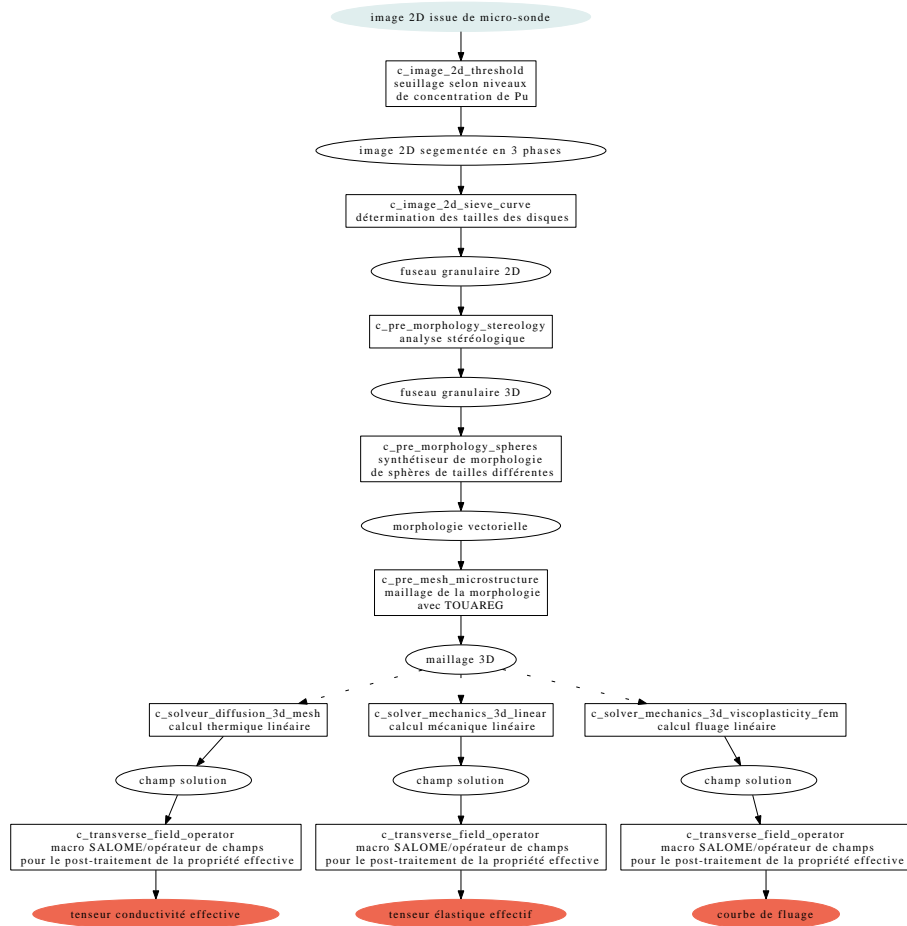 image 2D issue de micro-sonde
c_image_2d_threshold
seuillage selon niveaux
de concentration de Pu
image 2D segementée en 3 phases
c_image_2d_sieve_curve
détermination des tailles des disques
fuseau granulaire 2D
c_pre_morphology_stereology
analyse stéréologique
fuseau granulaire 3D
c_pre_morphology_spheres
synthétiseur de morphologie
de sphères de tailles différentes
morphologie vectorielle
c_pre_mesh_microstructure
maillage de la morphologie
avec TOUAREG
maillage 3D
c_solveur_diffusion_3d_mesh
calcul thermique linéaire
c_solver_mechanics_3d_linear
calcul mécanique linéaire
c_solver_mechanics_3d_viscoplasticity_fem
calcul fluage linéaire
champ solution
champ solution
champ solution
c_transverse_field_operator
macro SALOME/opérateur de champs
pour le post-traitement de la propriété effective
c_transverse_field_operator
macro SALOME/opérateur de champs
pour le post-traitement de la propriété effective
c_transverse_field_operator
macro SALOME/opérateur de champs
pour le post-traitement de la propriété effective
tenseur conductivité effective
tenseur élastique effectif
courbe de fluage